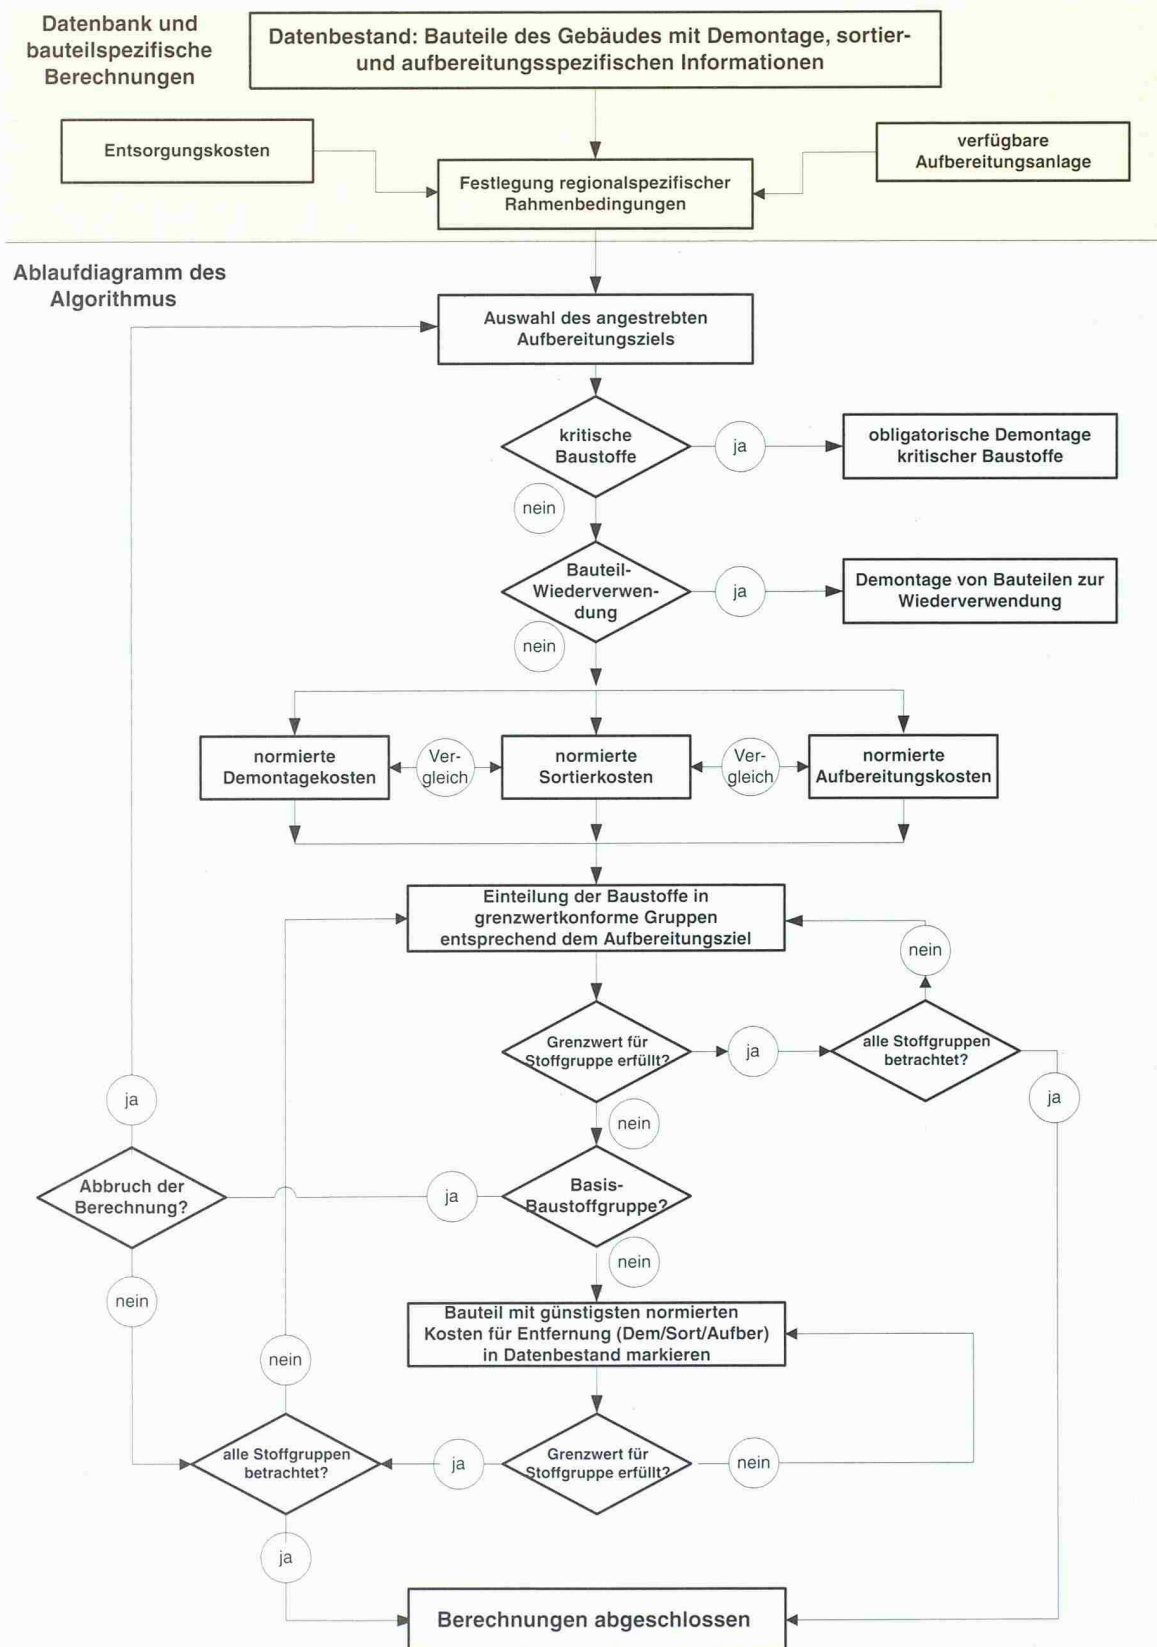 Datenbank und
bauteilspezifische
Berechnungen
Datenbestand: Bauteile des Gebäudes mit Demontage, sortier-
und aufbereitungsspezifischen Informationen
Entsorgungskosten
verfügbare
Aufbereitungsanlage
Festlegung regionalspezifischer
Rahmenbedingungen
Ablaufdiagramm des
Algorithmus
Auswahl des angestrebten
Aufbereitungsziels
kritische
Baustoffe
ja
obligatorische Demontage
kritischer Baustoffe
nein
Bauteil-
Wiederverwen-
dung
ja
Demontage von Bauteilen zur
Wiederverwendung
nein
normierte
Demontagekosten
Ver-
gleich
normierte
Sortierkosten
Ver-
gleich
normierte
Aufbereitungskosten
Einteilung der Baustoffe in
grenzwertkonforme Gruppen
entsprechend dem Aufbereitungsziel
nein
Grenzwert für
Stoffgruppe erfüllt?
ja
alle Stoffgruppen
betrachtet?
ja
ja
nein
Abbruch der
Berechnung?
ja
Basis-
Baustoffgruppe?
nein
nein
Bauteil mit günstigsten normierten
Kosten für Entfernung (Dem/Sort/Aufber)
in Datenbestand markieren
nein
alle Stoffgruppen
betrachtet?
ja
Grenzwert für
Stoffgruppe erfüllt?
nein
ja
Berechnungen abgeschlossen